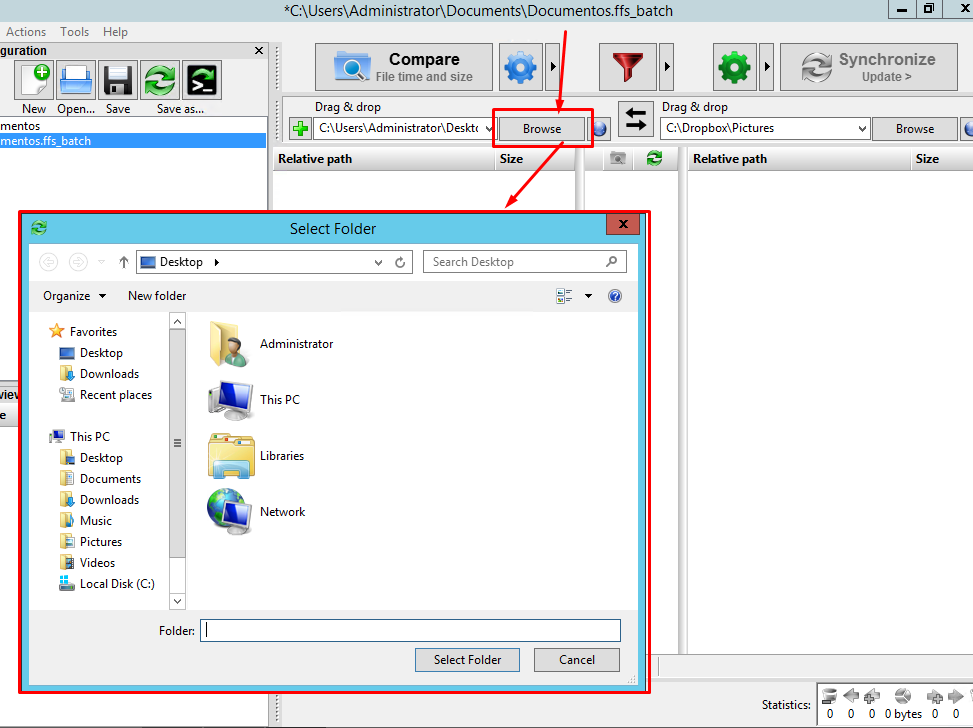 *C:\Users\Administrator\Documents\Documentos.ffs_batch
Actions Tools Help
guration
New Open... Save Save as...
mentos
mentos.ffs_batch
Compare
File time and size
Synchronize
Update >
Drag & drop
C:\Users\Administrator\Deskto
Browse
Drag & drop
C:\Dropbox\Pictures
Browse
Relative path Size
Relative path Size
Select Folder
Desktop
Search Desktop
Organize New folder
Favorites
Desktop
Downloads
Recent places
This PC
Desktop
Documents
Downloads
Music
Pictures
Videos
Local Disk (C:)
Administrator
This PC
Libraries
Network
Folder:
Select Folder Cancel
view
e
Statistics:
0 0 0 0 bytes 0 0